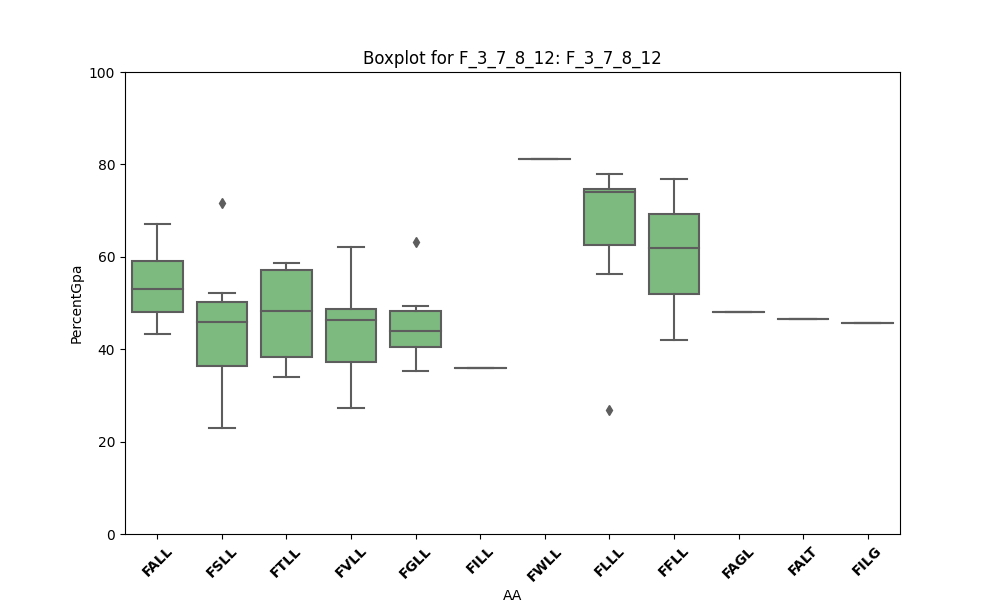 Boxplot for F_3_7_8_12: F_3_7_8_12
PercentGpa
100
80
60
40
20
0
FALL FSLL FTLL FVLL FGLL FILL FWLL FLLL FFLL FAGL FALT FILG
AA